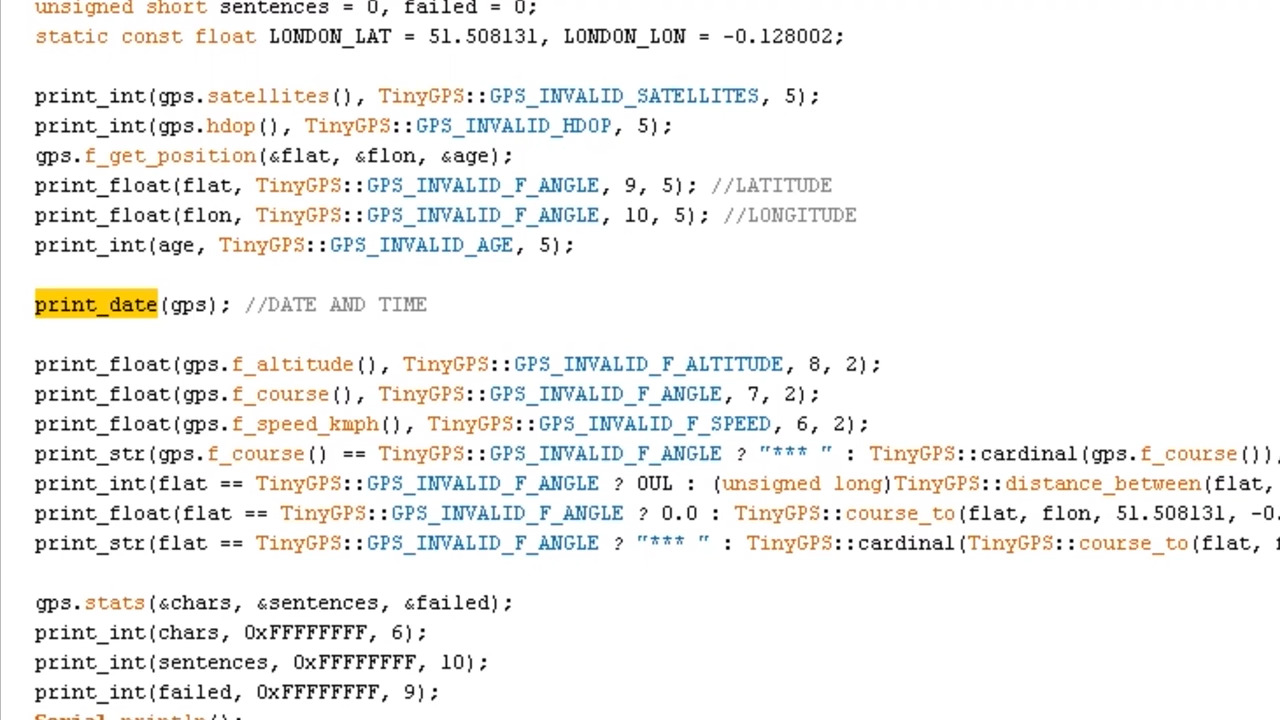 unsigned short sentences = 0, failed = 0;
static const float LONDON_LAT = 51.508131, LONDON_LON = -0.128002;
print_int(gps.satellites(), TinyGPS::GPS_INVALID_SATELLITES, 5);
print_int(gps.hdop(), TinyGPS::GPS_INVALID_HDOP, 5);
gps.f_get_position(&flat, &flon, &age);
print_float(flat, TinyGPS::GPS_INVALID_F_ANGLE, 9, 5); //LATITUDE
print_float(flon, TinyGPS::GPS_INVALID_F_ANGLE, 10, 5); //LONGITUDE
print_int(age, TinyGPS::GPS_INVALID_AGE, 5);
print_date(gps); //DATE AND TIME
print_float(gps.f_altitude(), TinyGPS::GPS_INVALID_F_ALTITUDE, 8, 2);
print_float(gps.f_course(), TinyGPS::GPS_INVALID_F_ANGLE, 7, 2);
print_float(gps.f_speed_kmph(), TinyGPS::GPS_INVALID_F_SPEED, 6, 2);
print_str(gps.f_course() == TinyGPS::GPS_INVALID_F_ANGLE ? "*** " : TinyGPS::cardinal(gps.f_course()),
print_int(flat == TinyGPS::GPS_INVALID_F_ANGLE ? 0UL : (unsigned long)TinyGPS::distance_between(flat,
print_float(flat == TinyGPS::GPS_INVALID_F_ANGLE ? 0.0 : TinyGPS::course_to(flat, flon, 51.508131, -0.
print_str(flat == TinyGPS::GPS_INVALID_F_ANGLE ? "*** " : TinyGPS::cardinal(TinyGPS::course_to(flat, f
gps.stats(&chars, &sentences, &failed);
print_int(chars, 0xFFFFFFFF, 6);
print_int(sentences, 0xFFFFFFFF, 10);
print_int(failed, 0xFFFFFFFF, 9);
Serial.println();